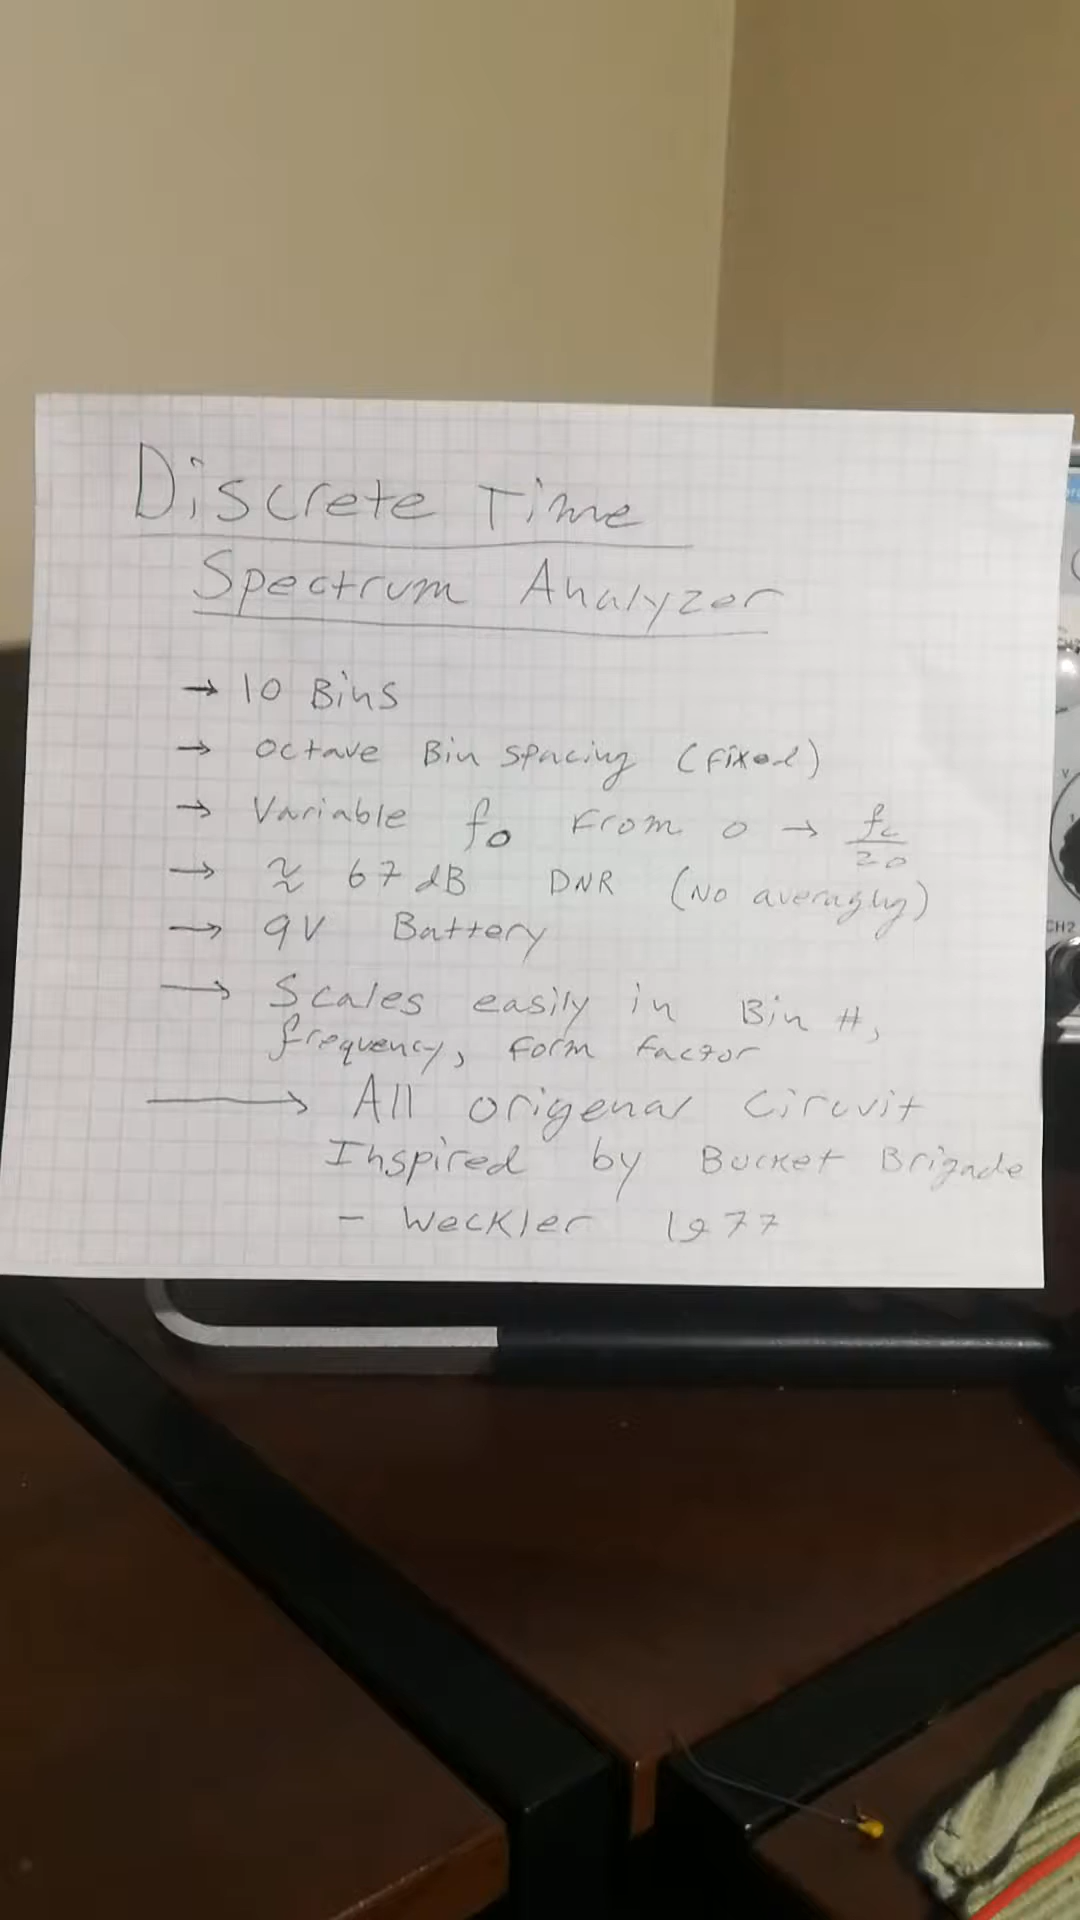 Discrete Time
Spectrum Analyzer
→ 10 Bins
→ octave Bin spacing (fixed)
→ Variable fo From 0 → fc/20
→ ≈ 67 dB DNR (No averaging)
→ 9V Battery
→ Scales easily in Bin #,
frequency, Form Factor
→ All origenal Circuit
Inspired by Bucket Brigade
- Weckler 1977
CH2